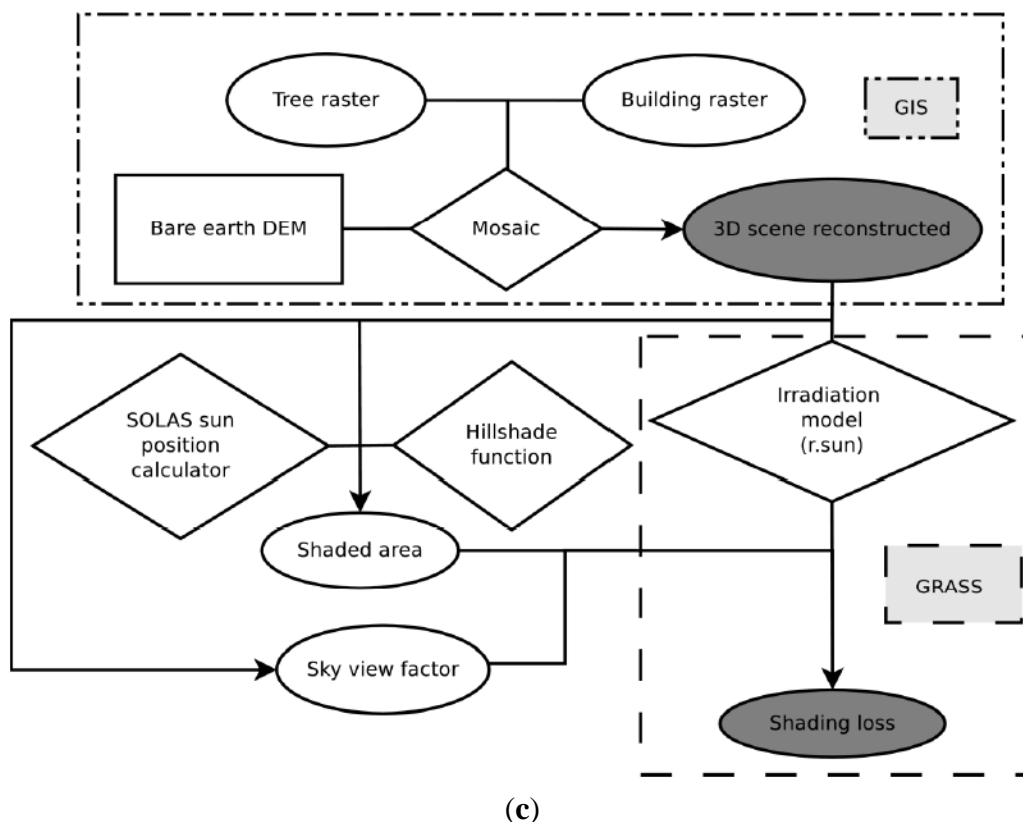 Tree raster
Building raster
GIS
Bare earth DEM
Mosaic
3D scene reconstructed
SOLAS sun
position
calculator
Hillshade
function
Irradiation
model
(r.sun)
Shaded area
GRASS
Sky view factor
Shading loss
(c)